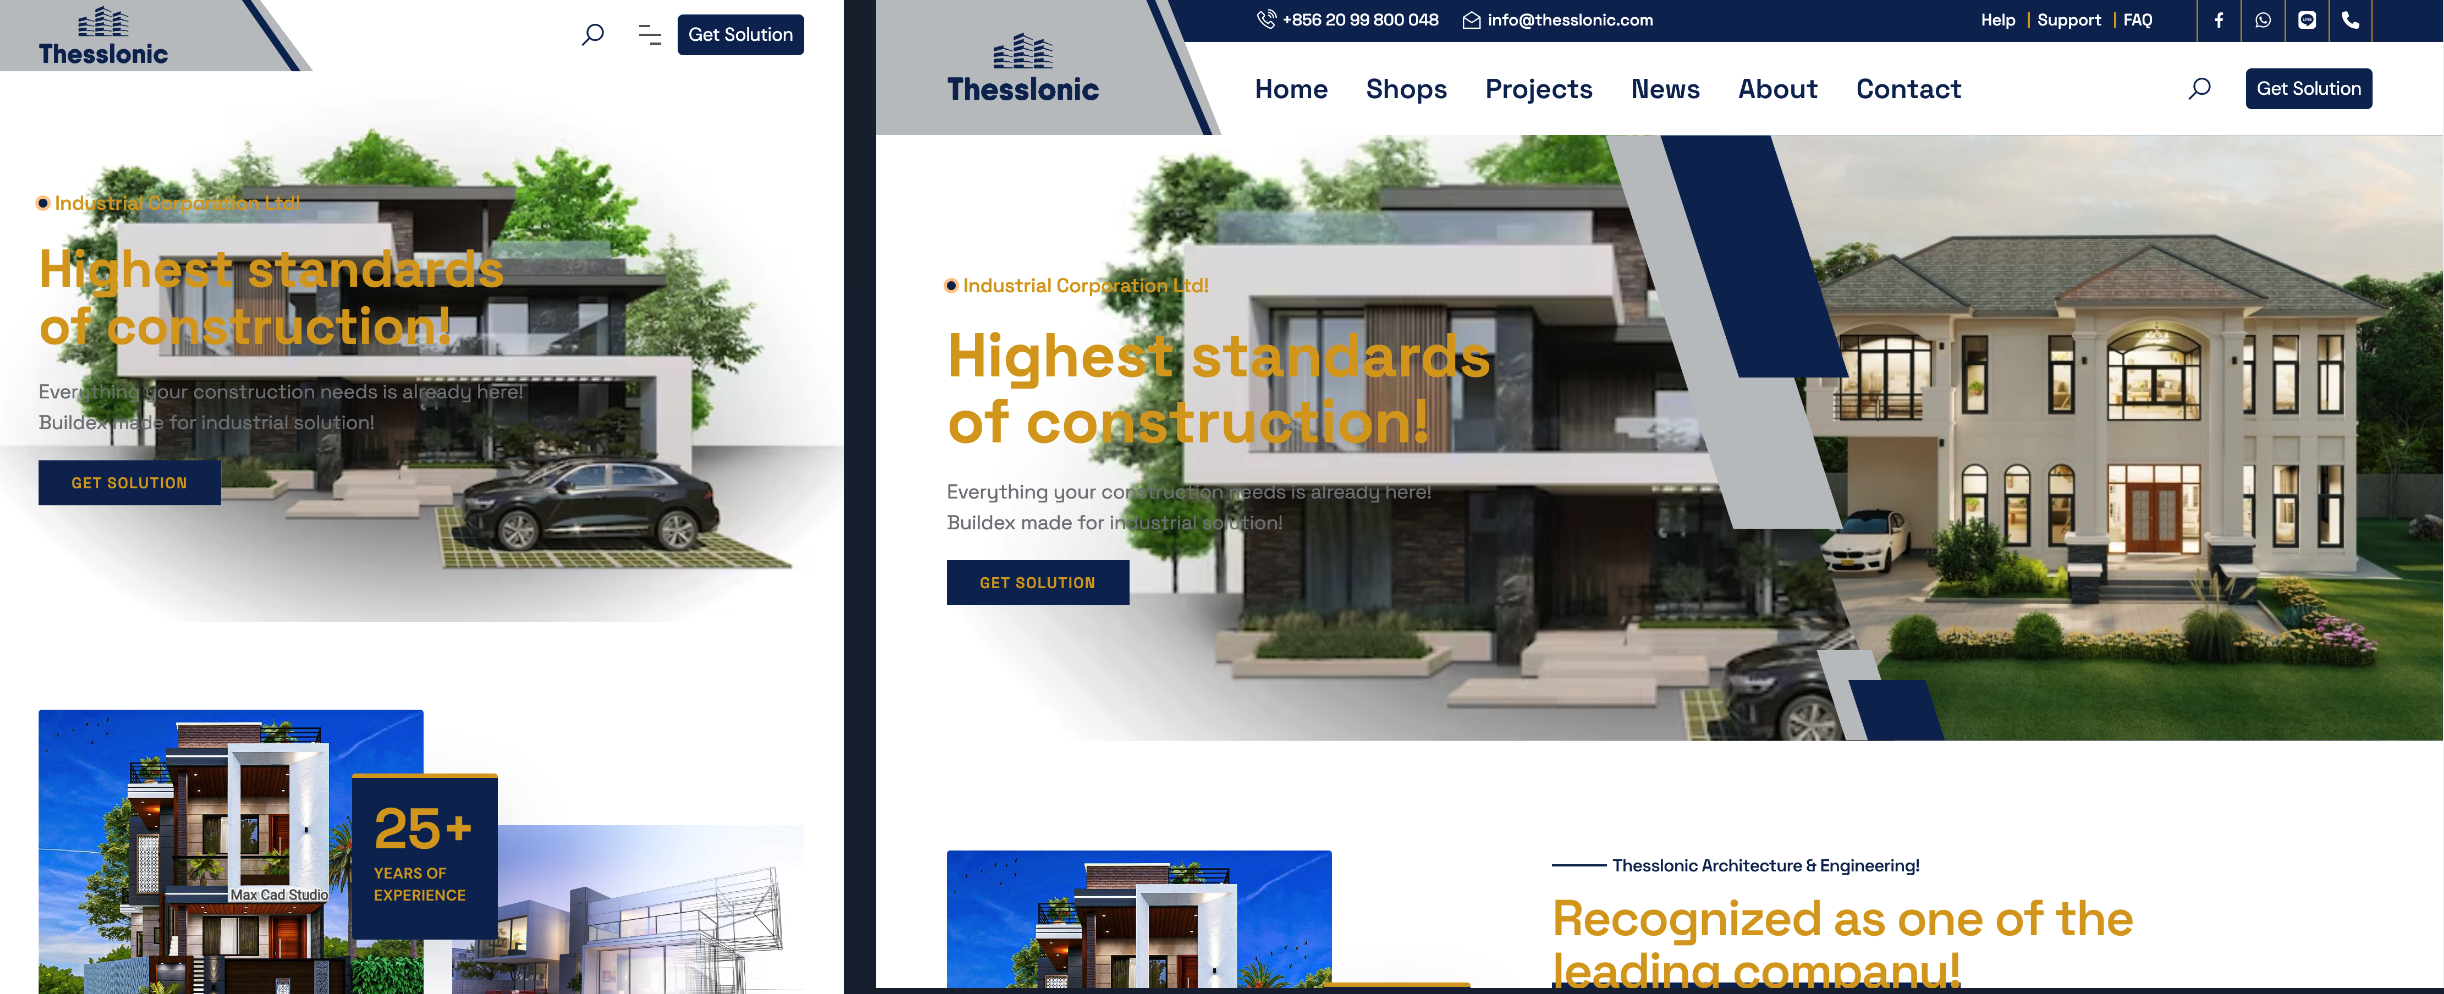 Thesslonic
Get Solution
Industrial Corporation Ltd!
Highest standards
of construction!
Everything your construction needs is already here!
Buildex made for industrial solution!
GET SOLUTION
25+
YEARS OF
EXPERIENCE
Max Cad Studio
+856 20 99 800 048 info@thesslonic.com Help Support FAQ
Thesslonic
Home Shops Projects News About Contact Get Solution
Industrial Corporation Ltd!
Highest standards
of construction!
Everything your construction needs is already here!
Buildex made for industrial solution!
GET SOLUTION
Thesslonic Architecture & Engineering!
Recognized as one of the
leading company!